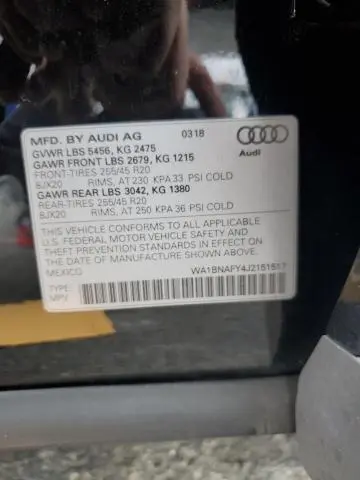 MFD. BY AUDI AG 0318
GVWR LBS 5456, KG 2475
GAWR FRONT LBS 2679, KG 1215
FRONT-TIRES 255/45 R20
8JX20 RIMS, AT 230 KPA 33 PSI COLD
GAWR REAR LBS 3042, KG 1380
REAR-TIRES 255/45 R20
8JX20 RIMS, AT 250 KPA 36 PSI COLD
Audi
THIS VEHICLE CONFORMS TO ALL APPLICABLE
U.S. FEDERAL MOTOR VEHICLE SAFETY AND
THEFT PREVENTION STANDARDS IN EFFECT ON
THE DATE OF MANUFACTURE SHOWN ABOVE.
MEXICO WA1BNAFY4J2151517
TYPE:
MPV